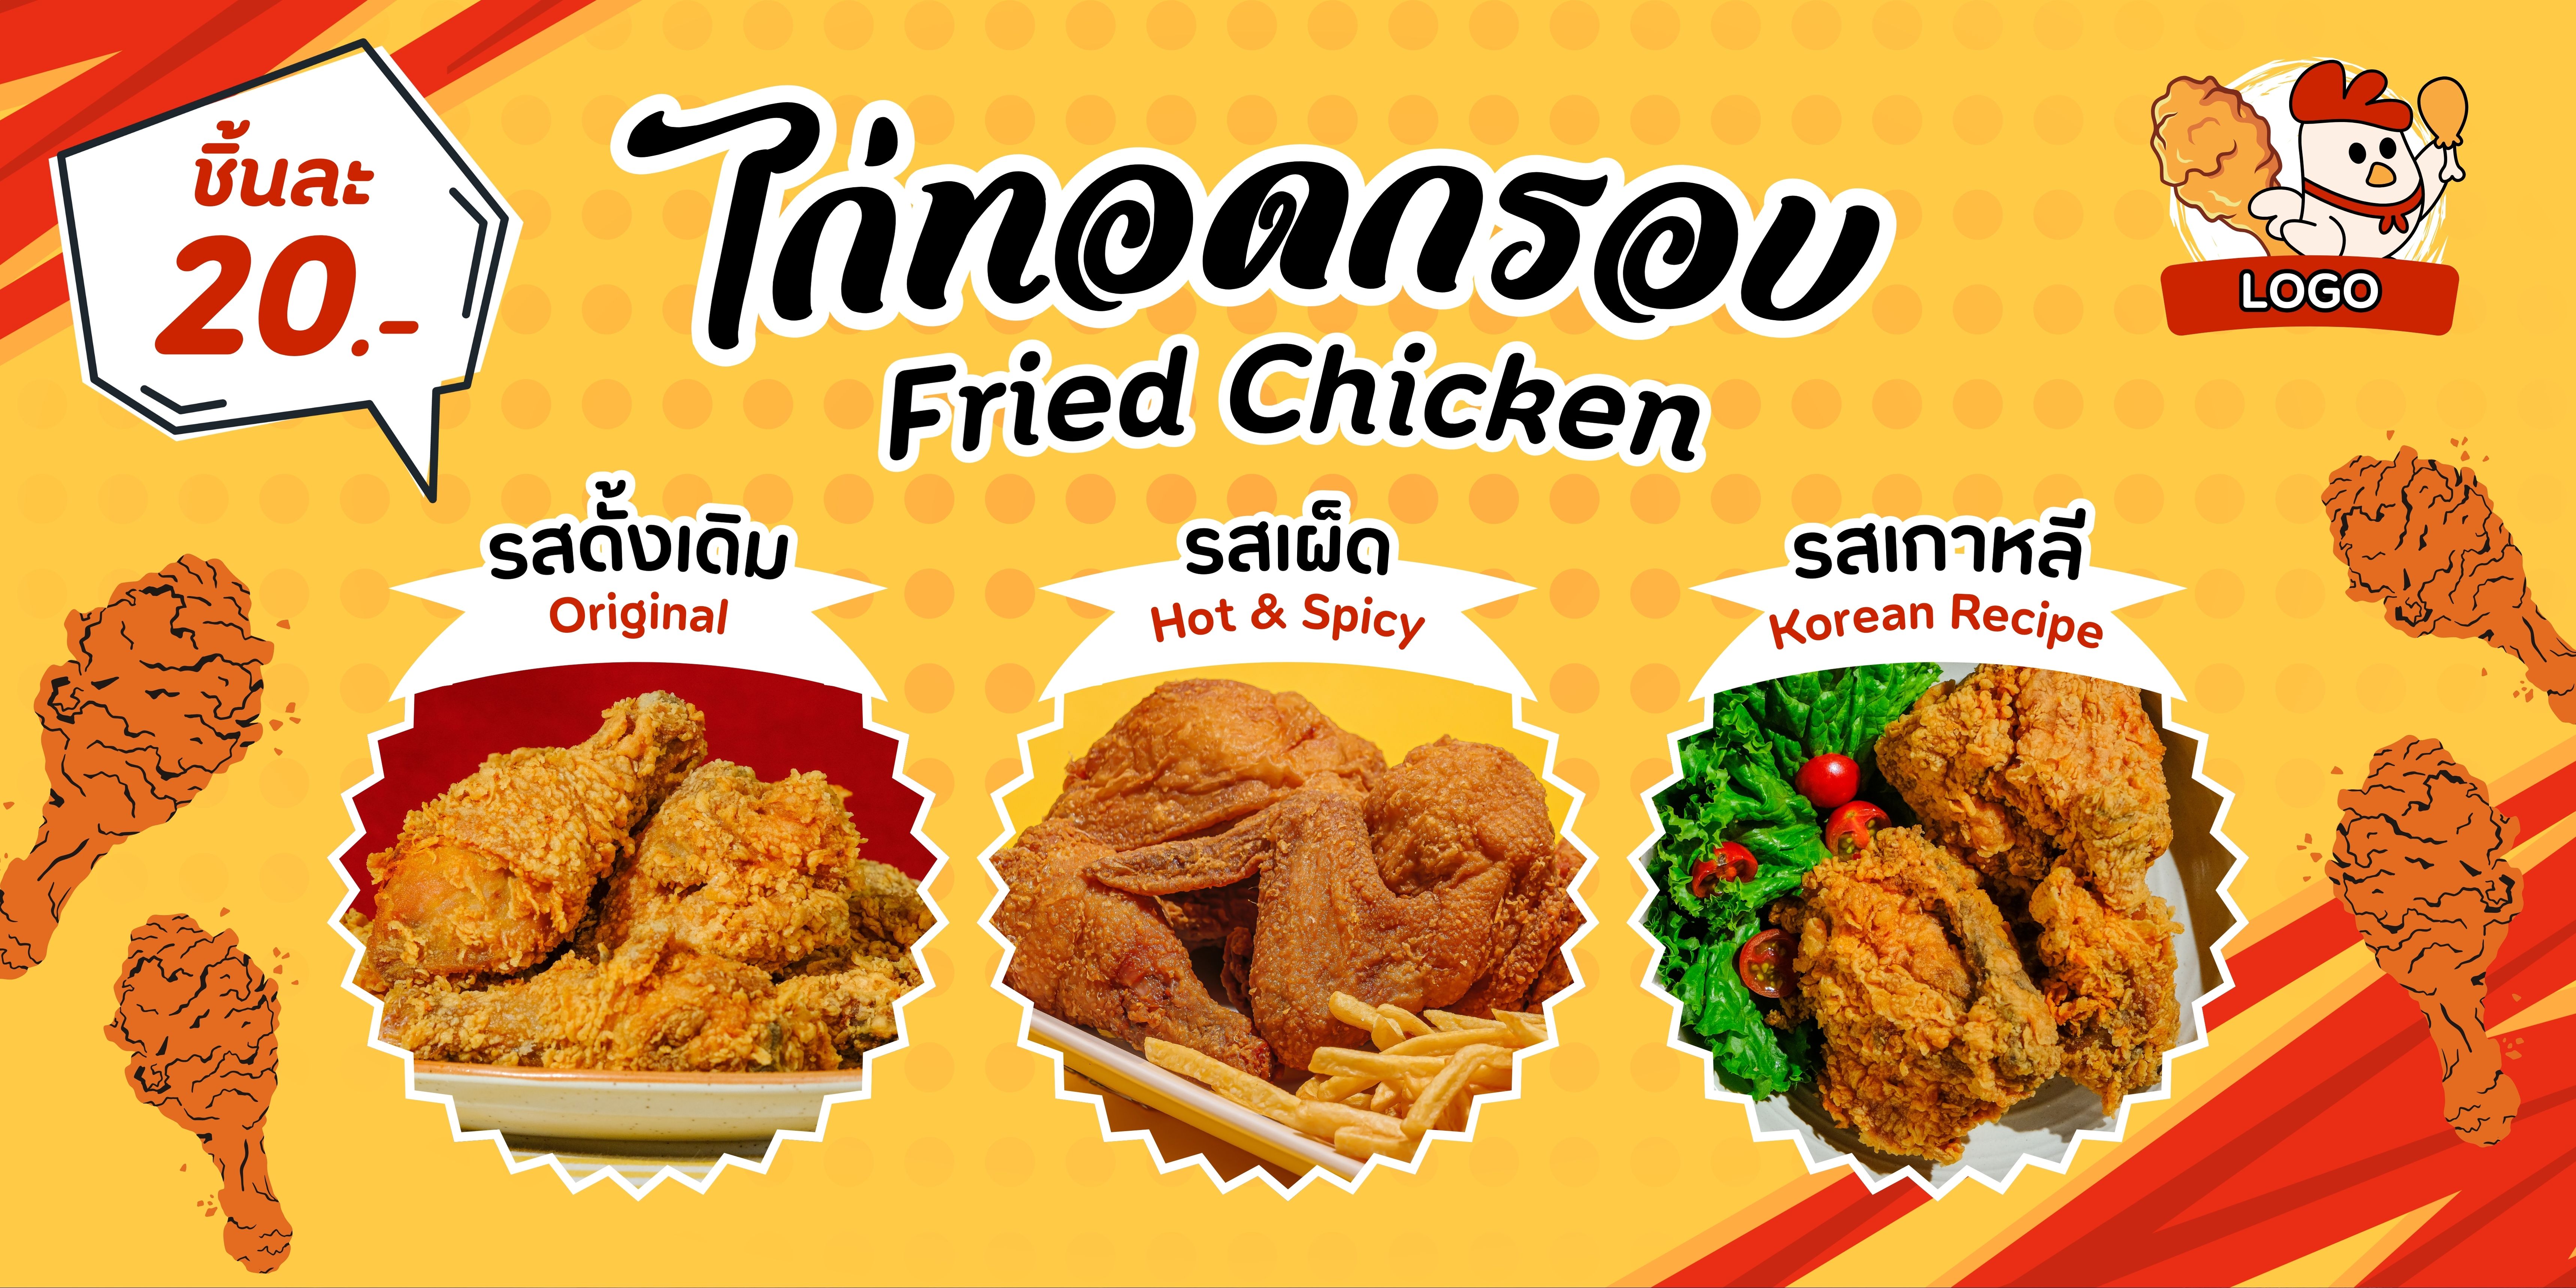 ชิ้นละ
20.-
ไก่ทอดกรอบ
Fried Chicken
LOGO
รสดั้งเดิม
Original
รสเผ็ด
Hot & Spicy
รสเกาหลี
Korean Recipe